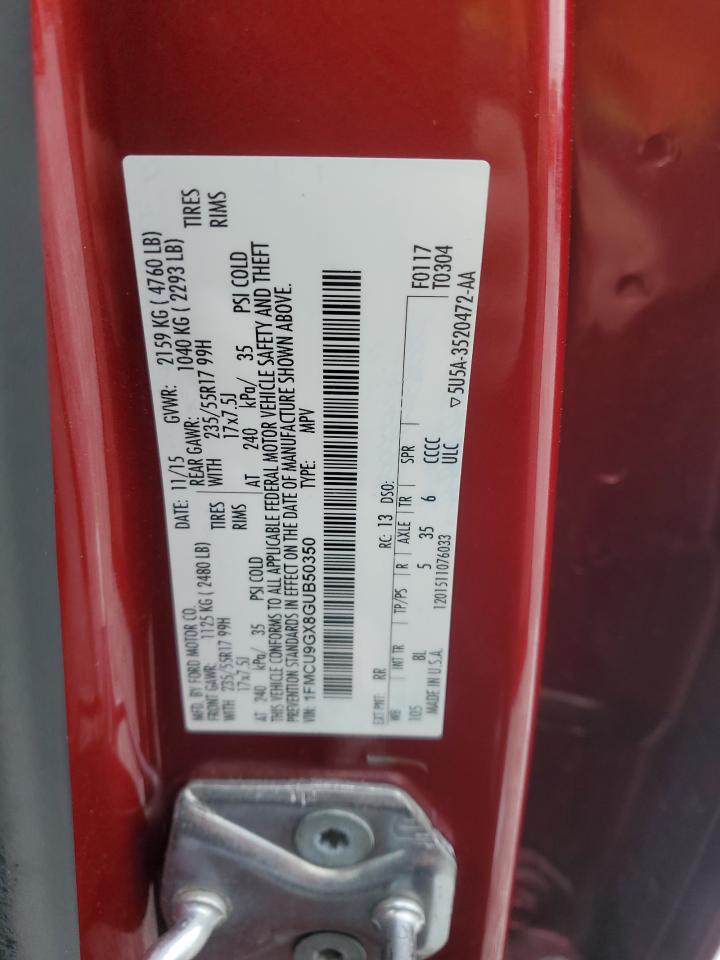 MFD. BY FORD MOTOR CO.
DATE: 11/15 GVWR: 2159 KG ( 4760 LB)
FRONT GAWR: 1125 KG ( 2480 LB) REAR GAWR: 1040 KG ( 2293 LB)
WITH 235/55R17 99H TIRES WITH 235/55R17 99H TIRES
17x7.5J RIMS 17x7.5J RIMS
AT 240 kPa/ 35 PSI COLD AT 240 kPa/ 35 PSI COLD
THIS VEHICLE CONFORMS TO ALL APPLICABLE FEDERAL MOTOR VEHICLE SAFETY AND THEFT
PREVENTION STANDARDS IN EFFECT ON THE DATE OF MANUFACTURE SHOWN ABOVE.
VIN: 1FMCU9GX8GUB50350 TYPE: MPV
EXT PNT: RR RC: 13 DSO: F0117
WB INT TR TP/PS R AXLE TR SPR T0304
105 8L 5 35 6 CCCC
MADE IN U.S.A. 1201511076033 ULC ▽5U5A-3520472-AA